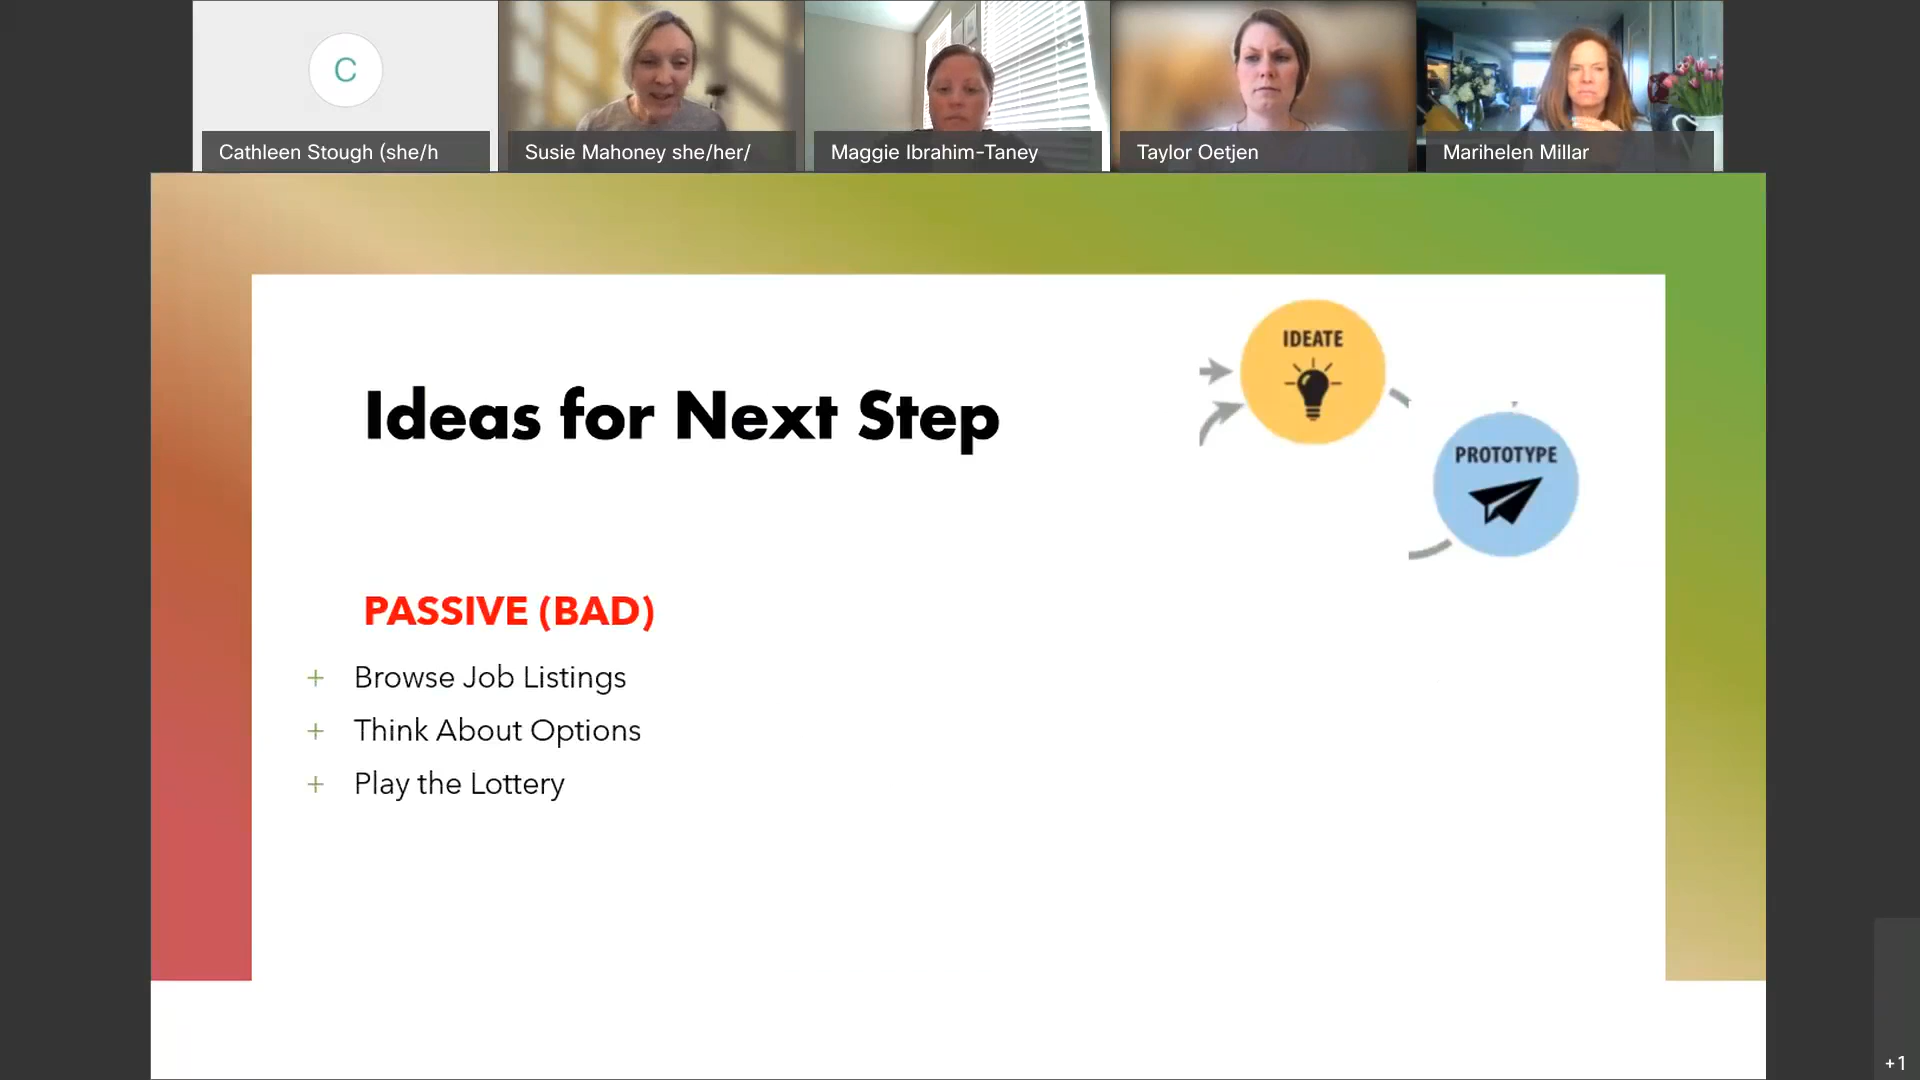 C
Cathleen Stough (she/h
Susie Mahoney she/her/
Maggie Ibrahim-Taney
Taylor Oetjen
Marihelen Millar
IDEATE
Ideas for Next Step
PROTOTYPE
PASSIVE (BAD)
+ Browse Job Listings
+ Think About Options
+ Play the Lottery
+1